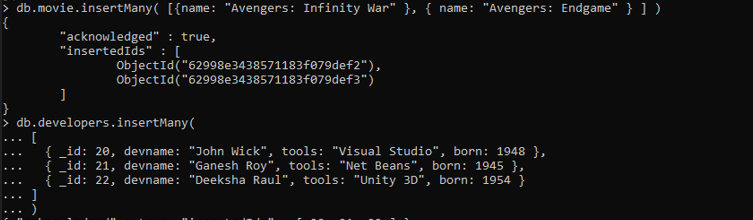 > db.movie.insertMany( [{name: "Avengers: Infinity War" }, { name: "Avengers: Endgame" } ] )
{
        "acknowledged" : true,
        "insertedIds" : [
                ObjectId("62998e3438571183f079def2"),
                ObjectId("62998e3438571183f079def3")
        ]
}
> db.developers.insertMany(
... [
...   { _id: 20, devname: "John Wick", tools: "Visual Studio", born: 1948 },
...   { _id: 21, devname: "Ganesh Roy", tools: "Net Beans", born: 1945 },
...   { _id: 22, devname: "Deeksha Raul", tools: "Unity 3D", born: 1954 }
... ]
... )